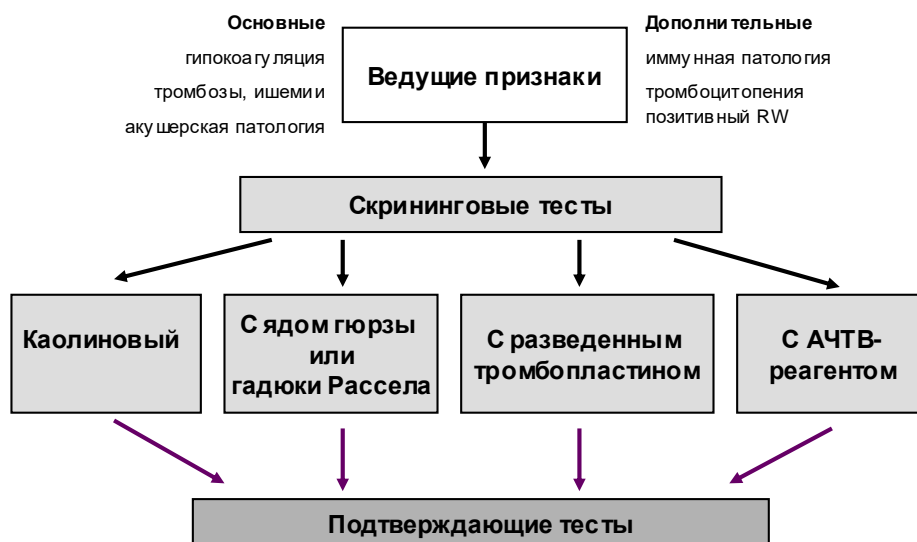 Основные
гипокоагуляция
тромбозы, ишемии
акушерская патология
Ведущие признаки
Дополнительные
иммунная патология
тромбоцитопения
позитивный RW
Скрининговые тесты
Каолиновый
С ядом гюрзы
или
гадюки Рассела
С разведенным
тромбопластином
С АЧТВ-
реагентом
Подтверждающие тесты